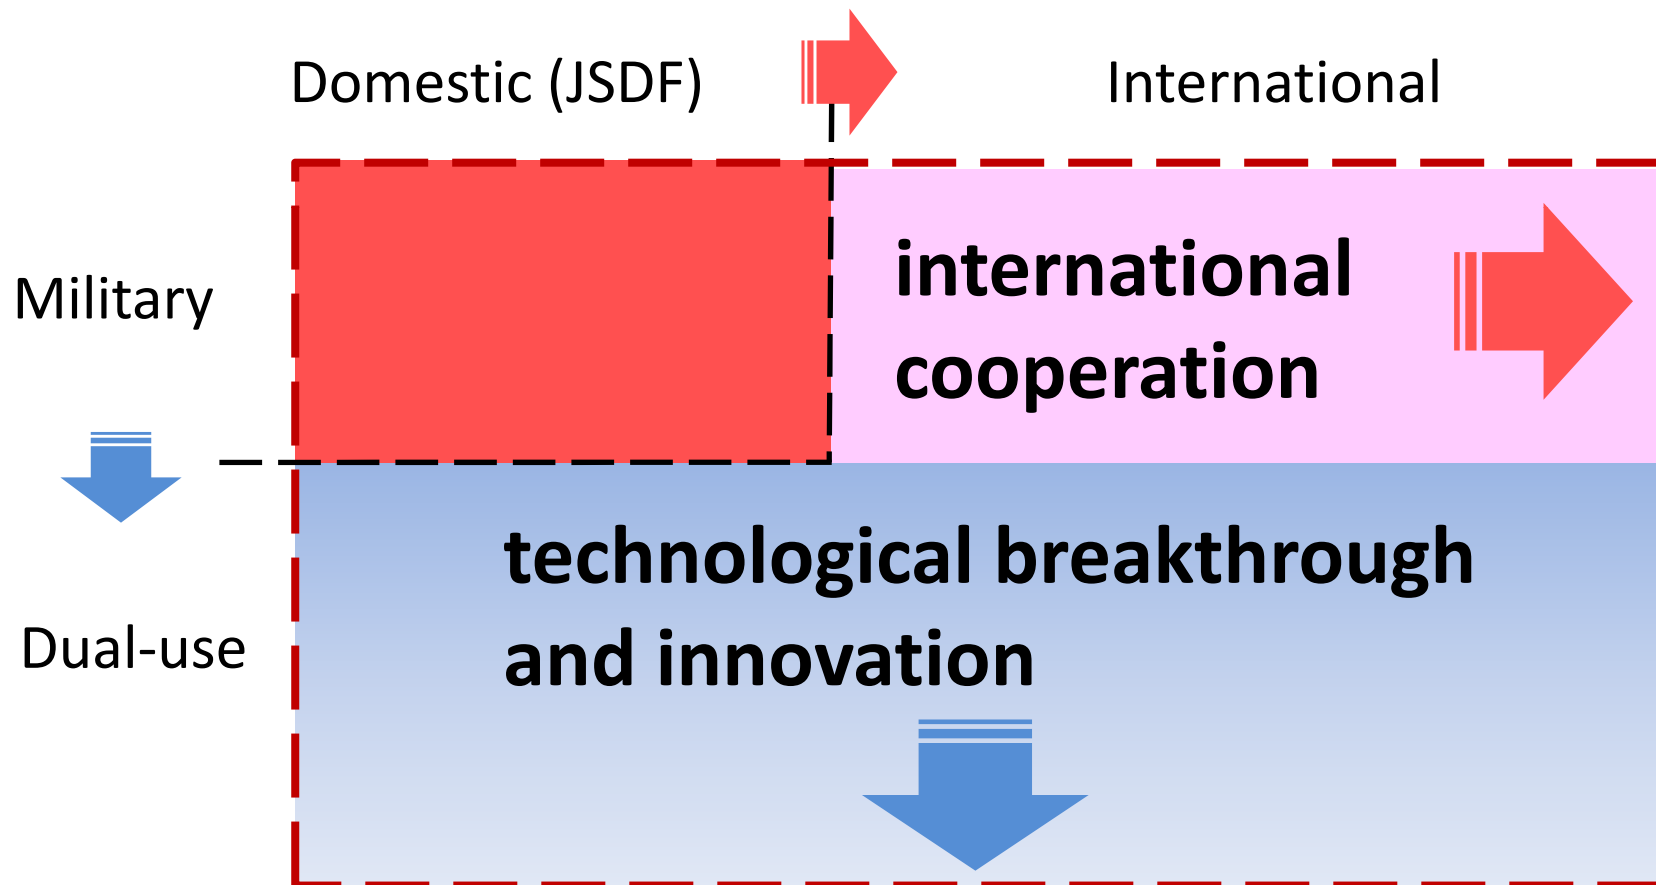 Domestic (JSDF)
International
Military
international
cooperation
technological breakthrough
and innovation
Dual-use